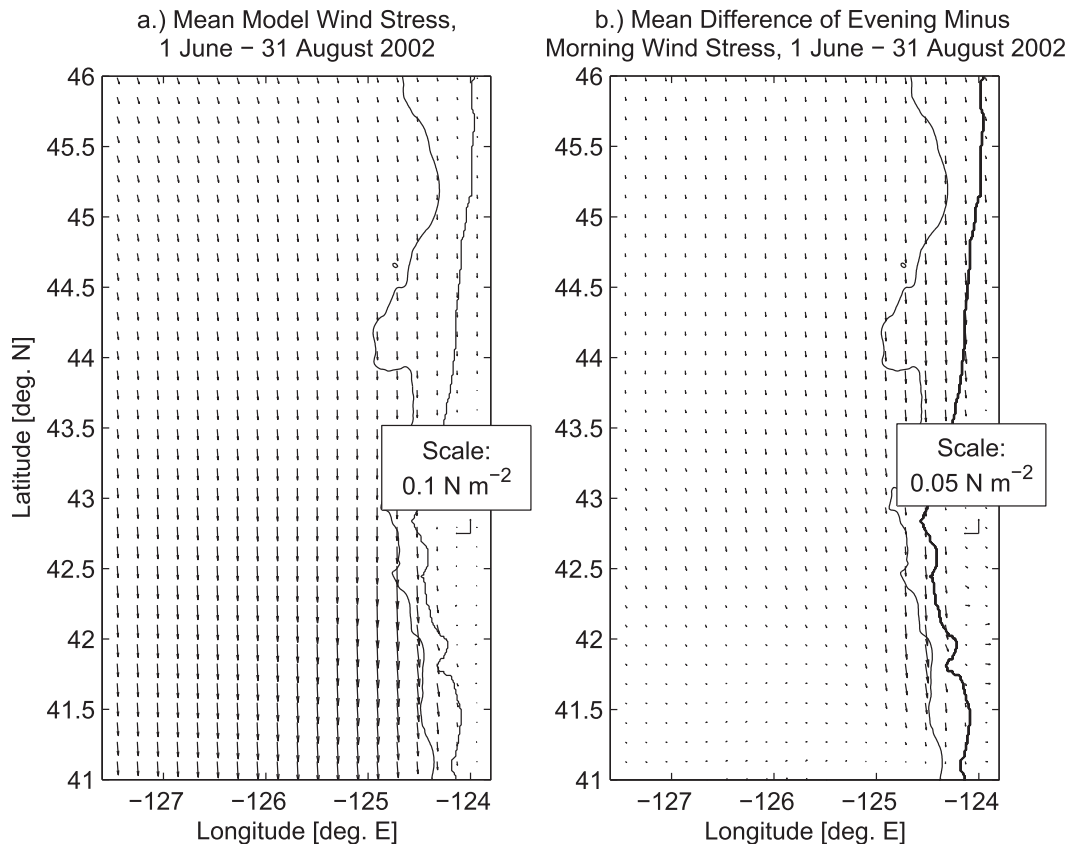 a.) Mean Model Wind Stress,
1 June − 31 August 2002
b.) Mean Difference of Evening Minus
Morning Wind Stress, 1 June − 31 August 2002
Latitude [deg. N]
46
45.5
45
44.5
44
43.5
43
42.5
42
41.5
41
−127
−126
−125
−124
Longitude [deg. E]
Scale:
0.1 N m−2
46
45.5
45
44.5
44
43.5
43
42.5
42
41.5
41
−127
−126
−125
−124
Longitude [deg. E]
Scale:
0.05 N m−2